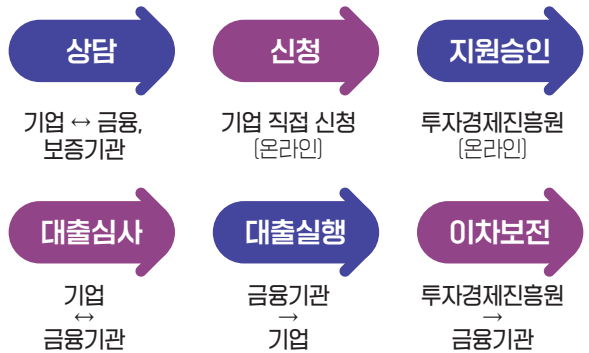 상담
신청
지원승인
기업 ↔ 금융,
보증기관
기업 직접 신청
(온라인)
투자경제진흥원
(온라인)
대출심사
대출실행
이차보전
기업
↔
금융기관
금융기관
→
기업
투자경제진흥원
→
금융기관